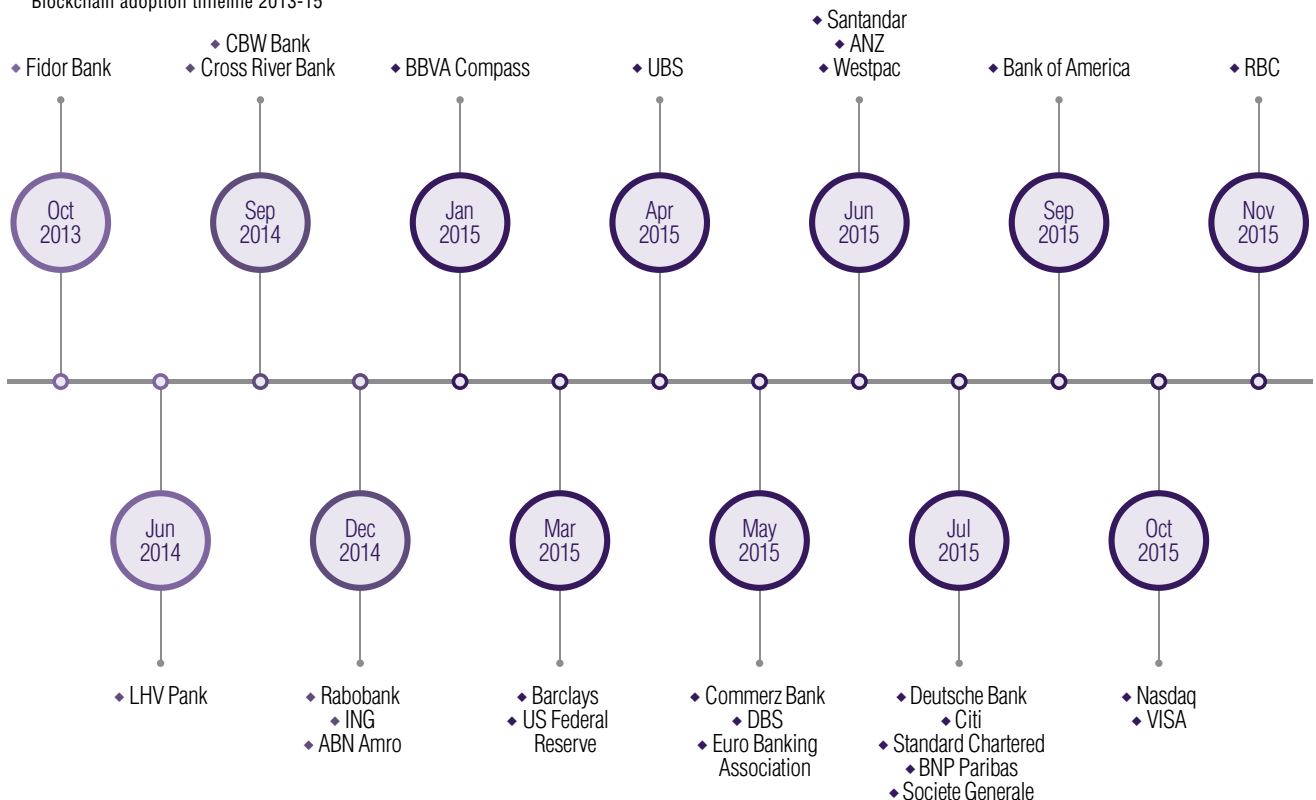 Blockchain adoption timeline 2013-15
◆ Fidor Bank
◆ CBW Bank
◆ Cross River Bank
◆ BBVA Compass
◆ UBS
◆ Santandar
◆ ANZ
◆ Westpac
◆ Bank of America
◆ RBC
Oct
2013
Sep
2014
Jan
2015
Apr
2015
Jun
2015
Sep
2015
Nov
2015
Jun
2014
Dec
2014
Mar
2015
May
2015
Jul
2015
Oct
2015
◆ LHV Pank
◆ Rabobank
◆ ING
◆ ABN Amro
◆ Barclays
◆ US Federal
Reserve
◆ Commerz Bank
◆ DBS
◆ Euro Banking
Association
◆ Deutsche Bank
◆ Citi
◆ Standard Chartered
◆ BNP Paribas
◆ Societe Generale
◆ Nasdaq
◆ VISA